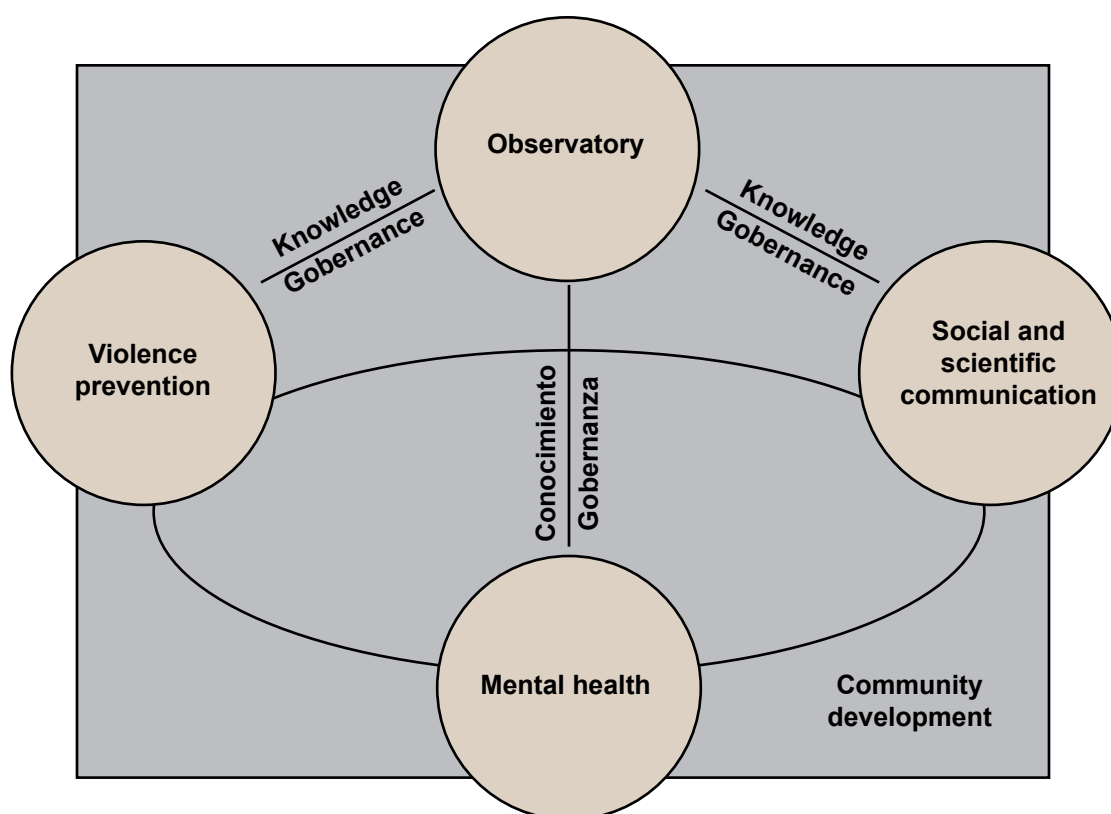 Observatory
Knowledge
Gobernance
Knowledge
Gobernance
Violence
prevention
Social and
scientific
communication
Conocimiento
Gobernanza
Mental health
Community
development